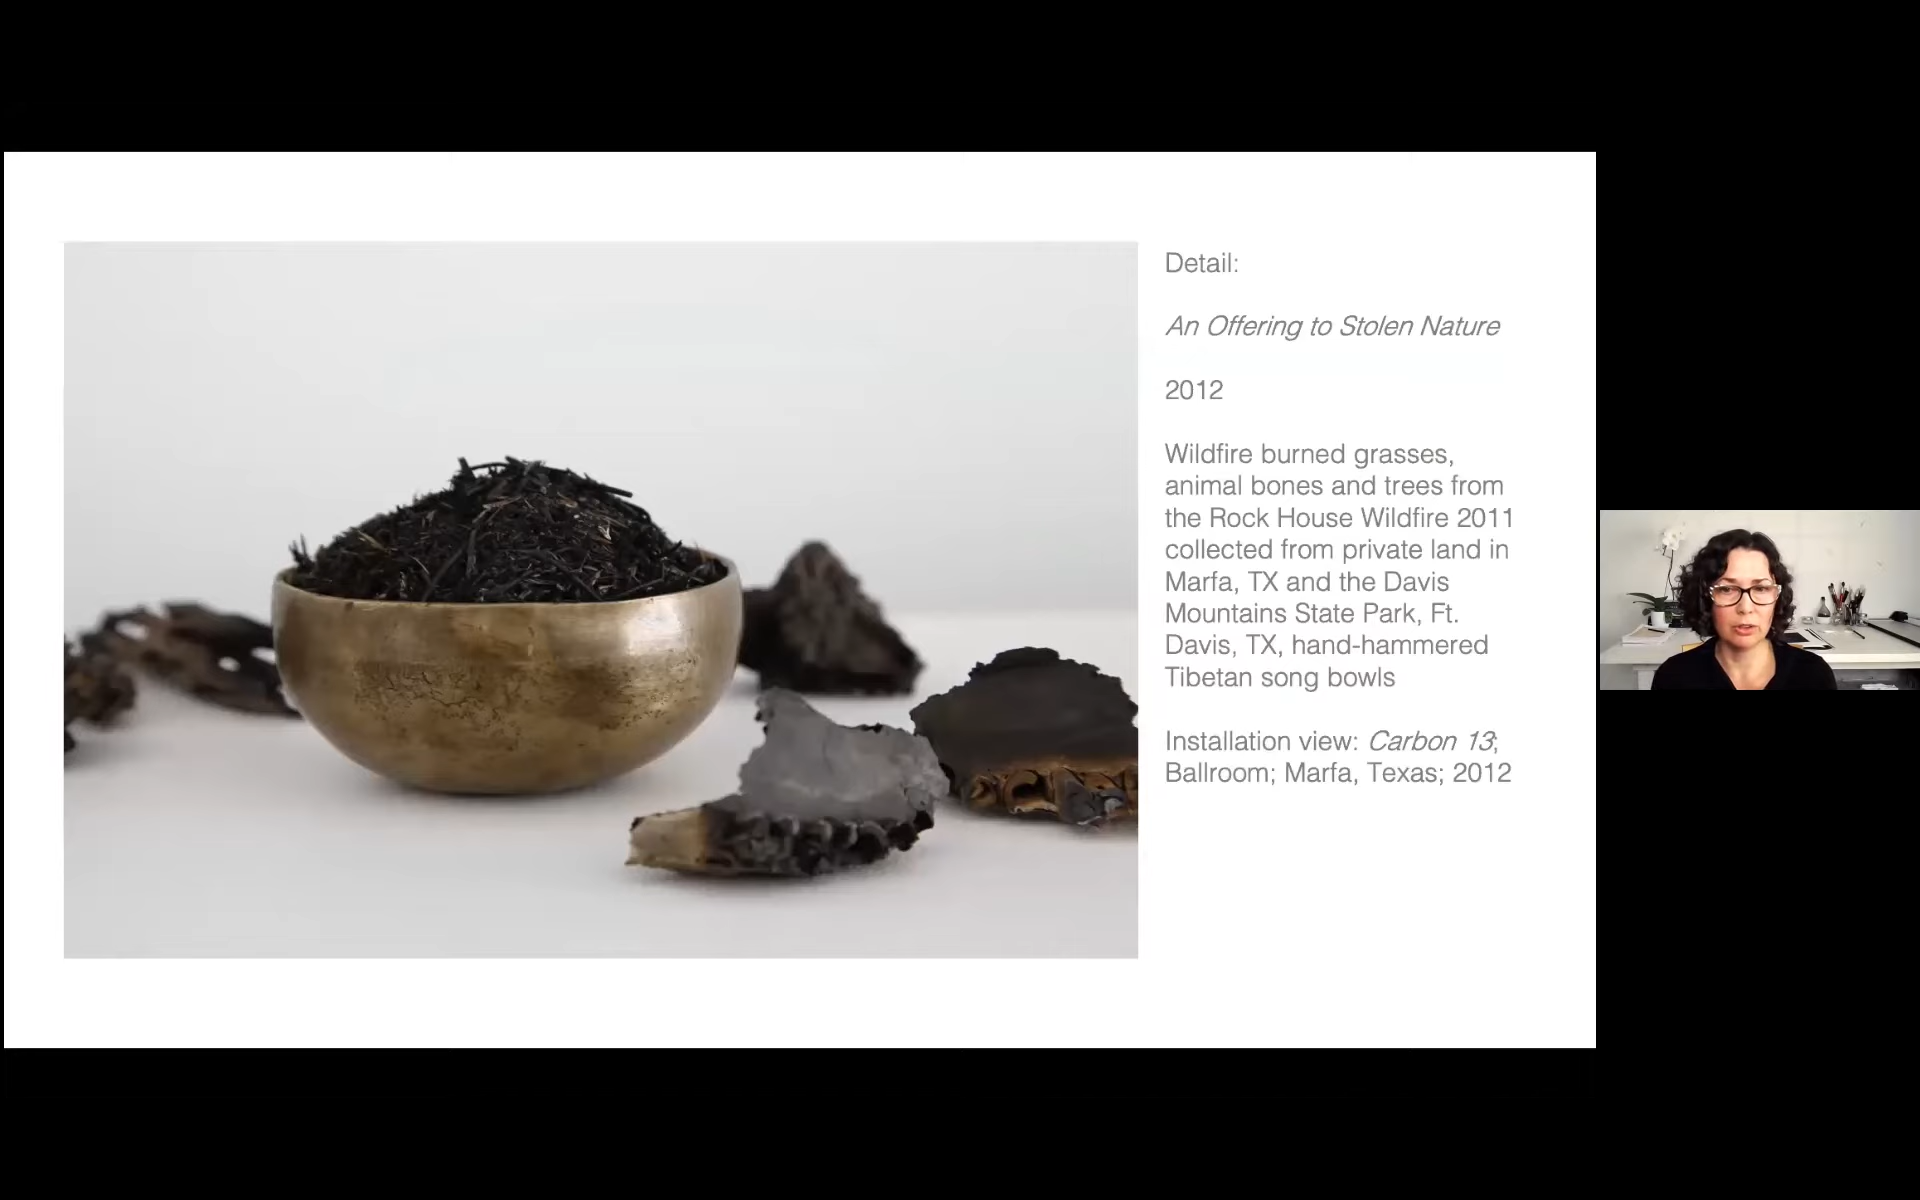 Detail:
An Offering to Stolen Nature
2012
Wildfire burned grasses,
animal bones and trees from
the Rock House Wildfire 2011
collected from private land in
Marfa, TX and the Davis
Mountains State Park, Ft.
Davis, TX, hand-hammered
Tibetan song bowls
Installation view: Carbon 13;
Ballroom; Marfa, Texas; 2012